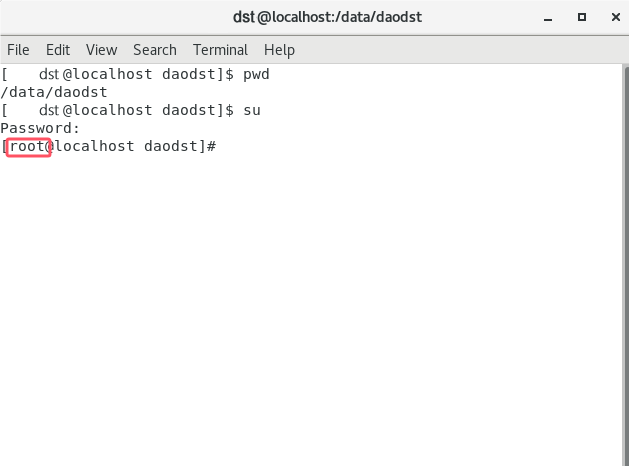 dst@localhost:/data/daodst
File Edit View Search Terminal Help
[ dst@localhost daodst]$ pwd
/data/daodst
[ dst@localhost daodst]$ su
Password:
[root@localhost daodst]#